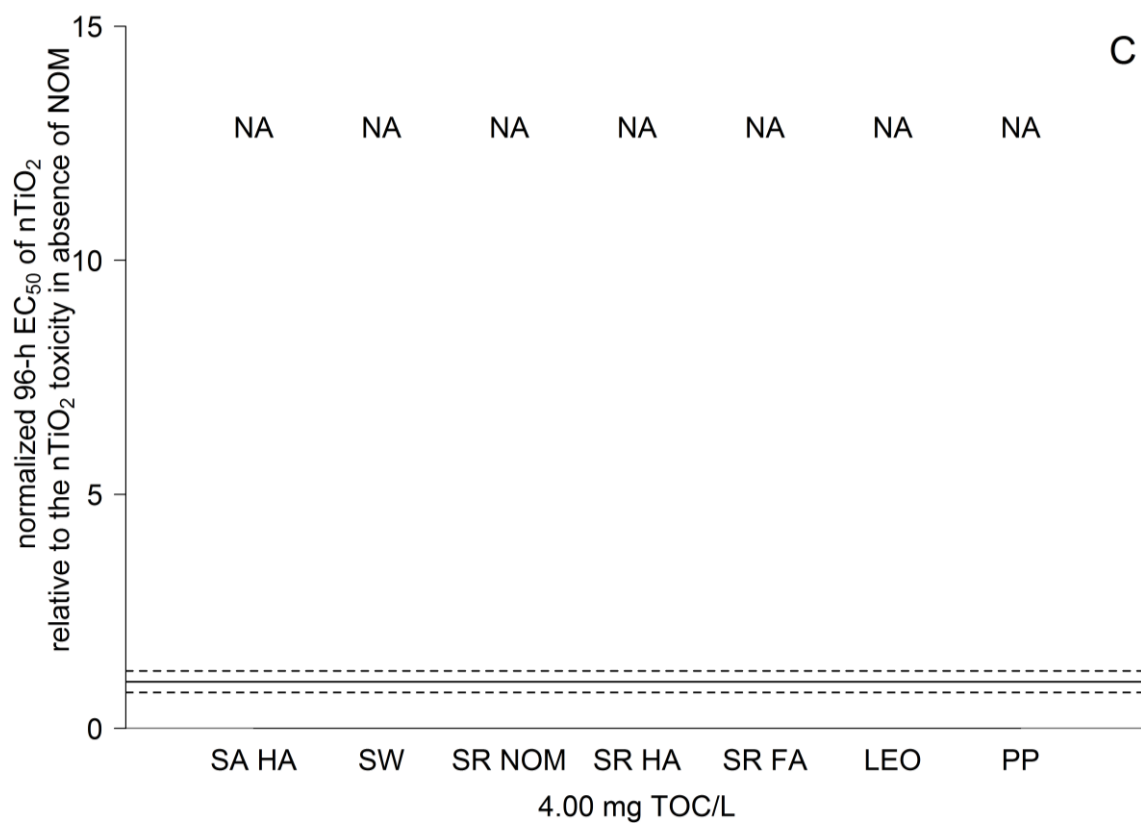 C
15
10
5
0
normalized 96-h EC₅₀ of nTiO₂
relative to the nTiO₂ toxicity in absence of NOM
NA NA NA NA NA NA NA
SA HA SW SR NOM SR HA SR FA LEO PP
4.00 mg TOC/L